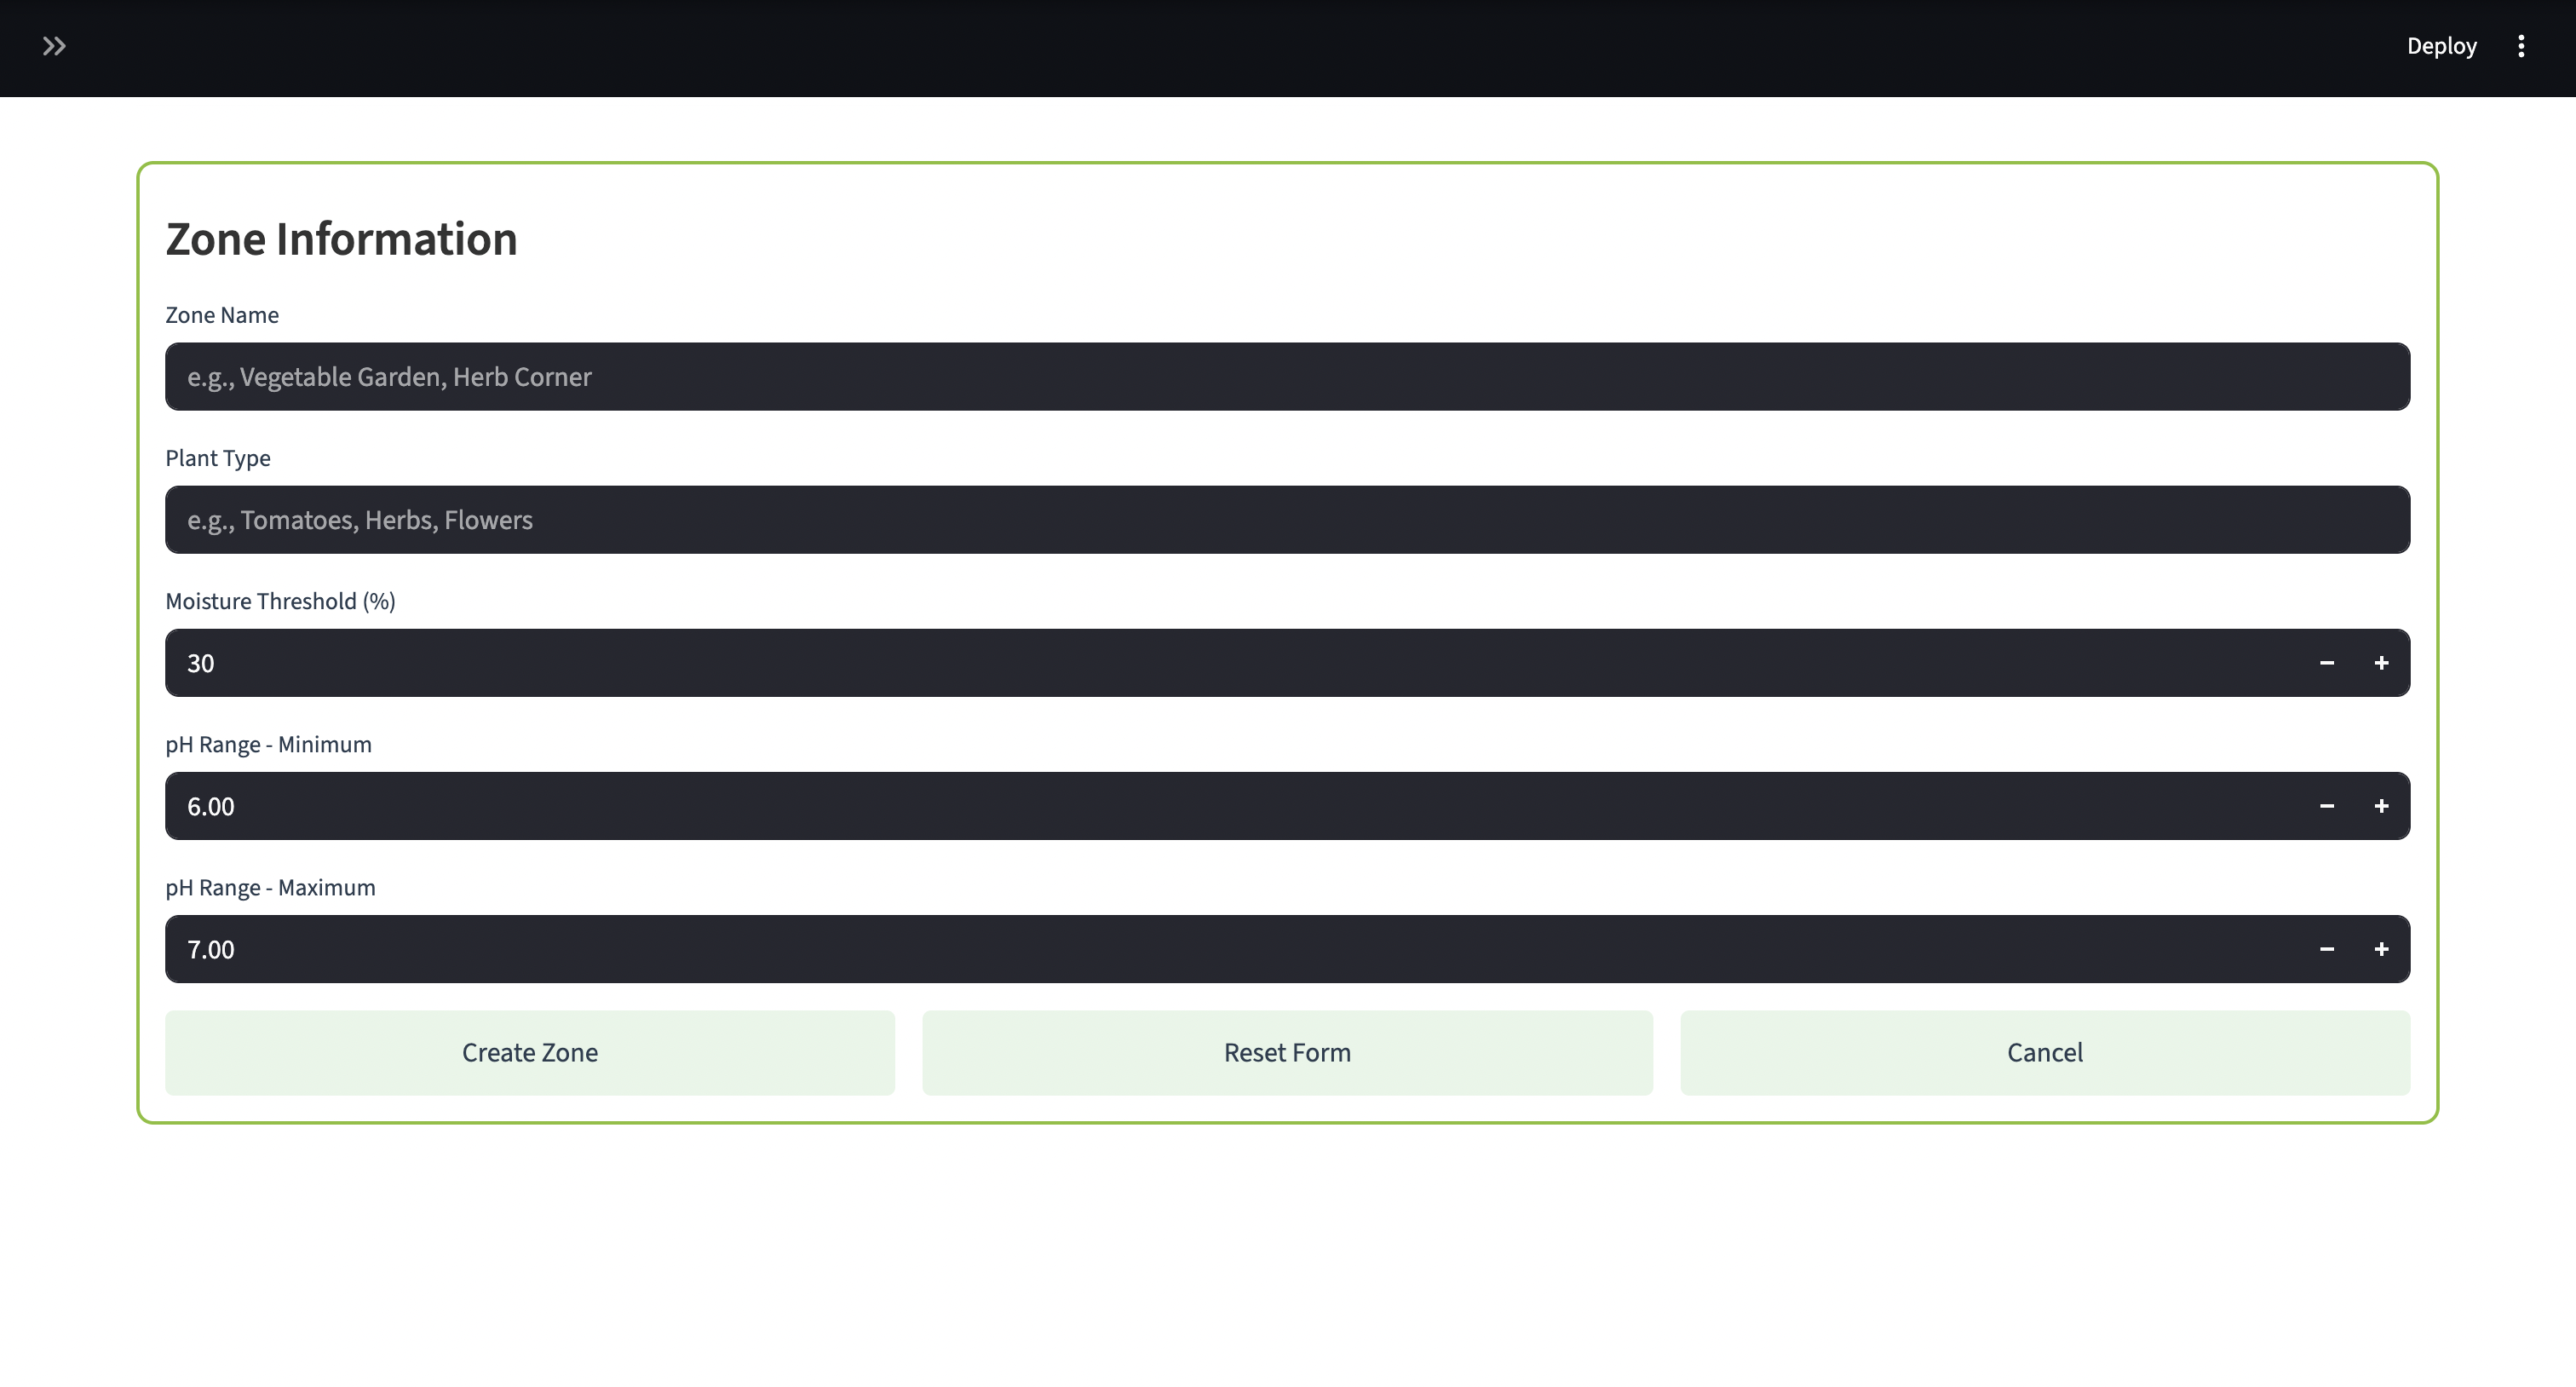 Deploy
Zone Information
Zone Name
e.g., Vegetable Garden, Herb Corner
Plant Type
e.g., Tomatoes, Herbs, Flowers
Moisture Threshold (%)
30
pH Range - Minimum
6.00
pH Range - Maximum
7.00
Create Zone
Reset Form
Cancel